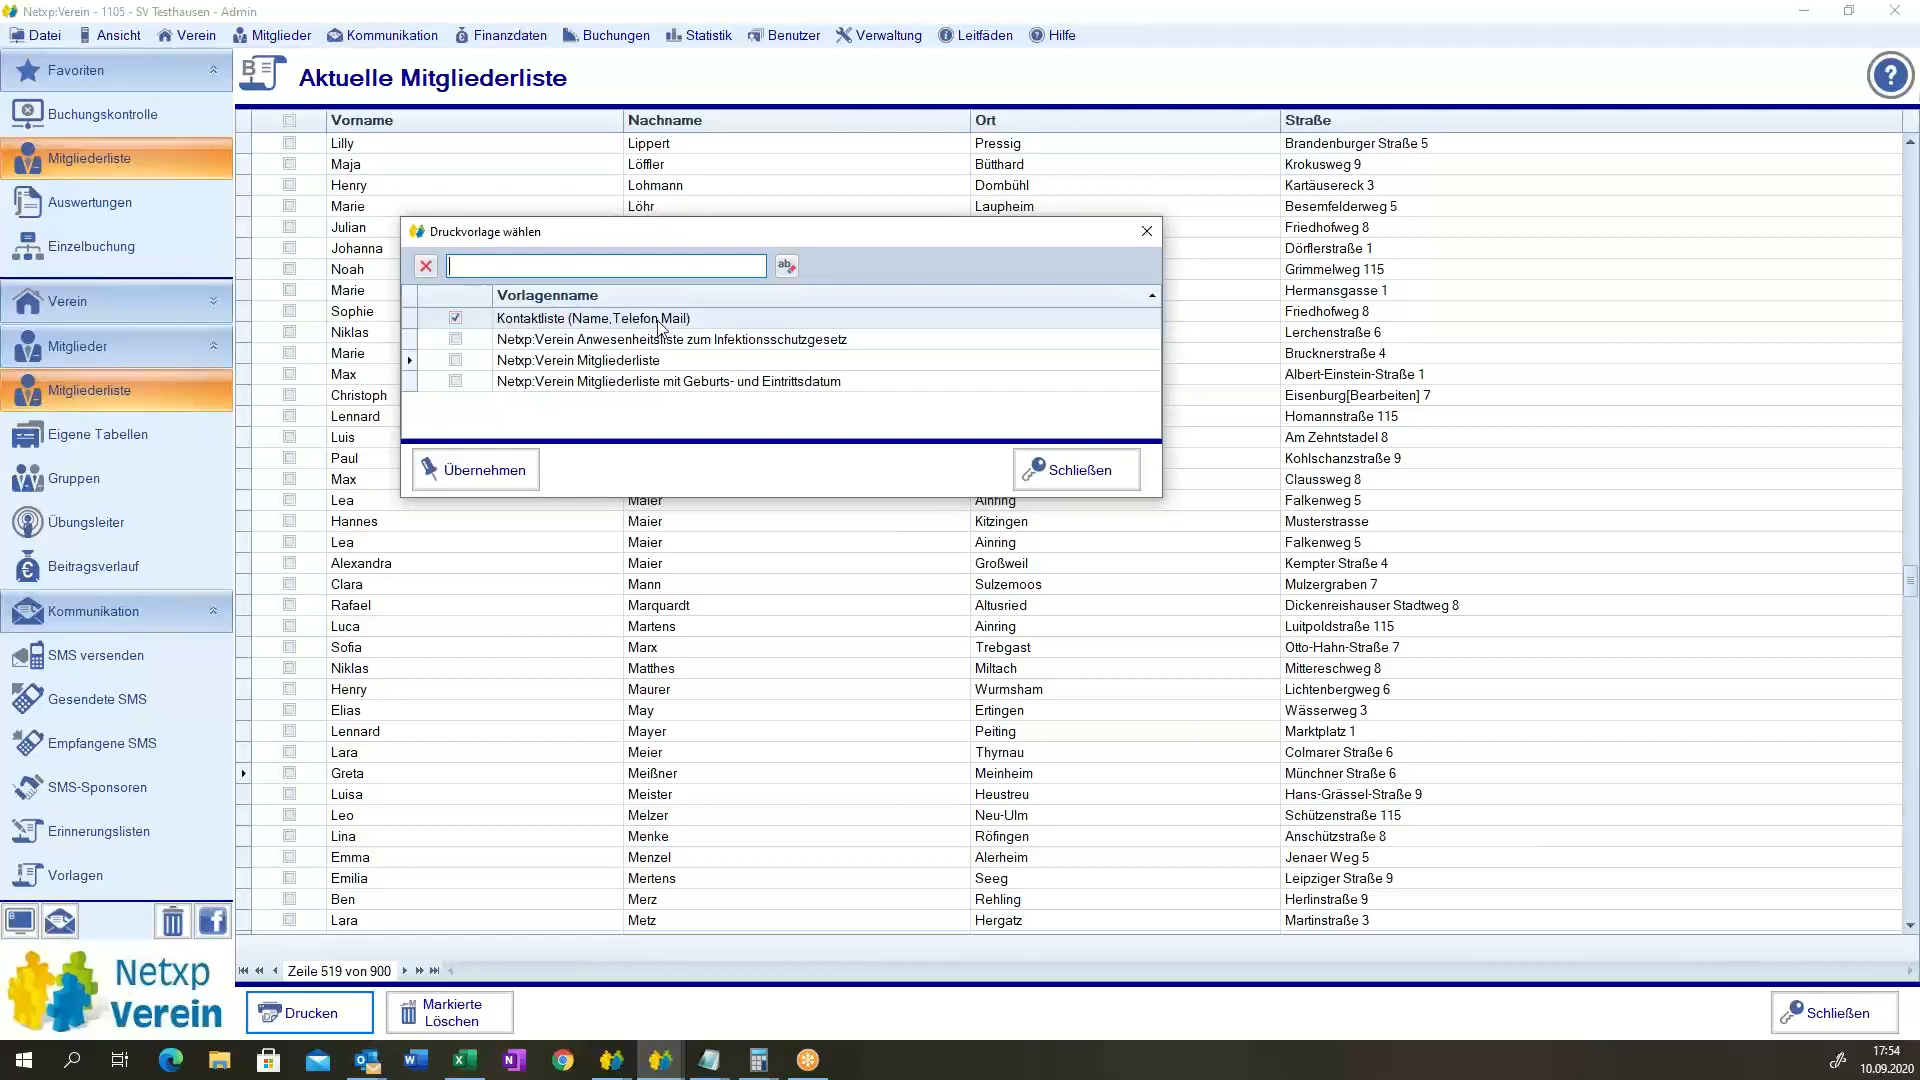 Netxp:Verein - 1105 - SV Testhausen - Admin
Datei Ansicht Verein Mitglieder Kommunikation Finanzdaten Buchungen Statistik Benutzer Verwaltung Leitfäden Hilfe
Favoriten
Buchungskontrolle
Mitgliederliste
Auswertungen
Einzelbuchung
Verein
Mitglieder
Mitgliederliste
Eigene Tabellen
Gruppen
Übungsleiter
Beitragsverlauf
Kommunikation
SMS versenden
Gesendete SMS
Empfangene SMS
SMS-Sponsoren
Erinnerungslisten
Vorlagen
Netxp
Verein
Aktuelle Mitgliederliste
Vorname Nachname Ort Straße
Lilly Lippert Pressig Brandenburger Straße 5
Maja Löffler Bütthard Krokusweg 9
Henry Lohmann Dombühl Kartäusereck 3
Marie Löhr Laupheim Besemfelderweg 5
Julian Friedhofweg 8
Johanna Dörflerstraße 1
Noah Grimmelweg 115
Marie Hermansgasse 1
Sophie Friedhofweg 8
Niklas Lerchenstraße 6
Marie Brucknerstraße 4
Max Albert-Einstein-Straße 1
Christoph Eisenburg[Bearbeiten] 7
Lennard Homannstraße 115
Luis Am Zehntstadel 8
Paul Kohlschanzstraße 9
Max Claussweg 8
Lea Maier Ainring Falkenweg 5
Hannes Maier Kitzingen Musterstrasse
Lea Maier Ainring Falkenweg 5
Alexandra Maier Großweil Kempter Straße 4
Clara Mann Sulzemoos Mulzergraben 7
Rafael Marquardt Altusried Dickenreishauser Stadtweg 8
Luca Martens Ainring Luitpoldstraße 115
Sofia Marx Trebgast Otto-Hahn-Straße 7
Niklas Matthes Miltach Mittereschweg 8
Henry Maurer Wurmsham Lichtenbergweg 6
Elias May Ertingen Wässerweg 3
Lennard Mayer Peiting Marktplatz 1
Lara Meier Thyrnau Colmarer Straße 6
Greta Meißner Meinheim Münchner Straße 6
Luisa Meister Heustreu Hans-Grässel-Straße 9
Leo Melzer Neu-Ulm Schützenstraße 115
Lina Menke Röfingen Anschützstraße 8
Emma Menzel Alerheim Jenaer Weg 5
Emilia Mertens Seeg Leipziger Straße 9
Ben Merz Rehling Herlinstraße 9
Lara Metz Hergatz Martinstraße 3
Druckvorlage wählen
Vorlagenname
Kontaktliste (Name,Telefon,Mail)
Netxp:Verein Anwesenheitsliste zum Infektionsschutzgesetz
Netxp:Verein Mitgliederliste
Netxp:Verein Mitgliederliste mit Geburts- und Eintrittsdatum
Übernehmen Schließen
Zeile 519 von 900
Drucken
Markierte
Löschen
Schließen
17:54
10.09.2020